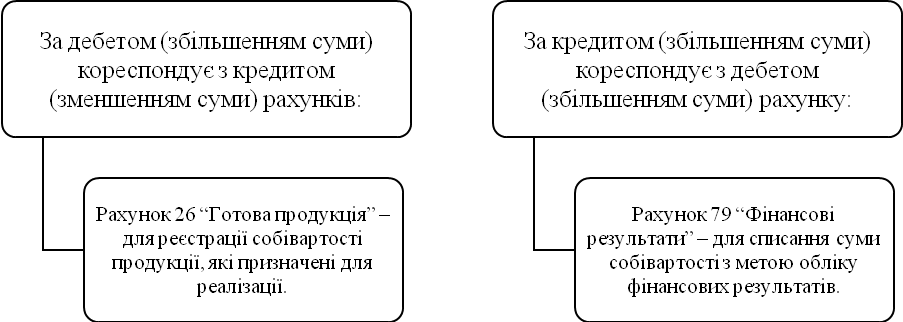 За дебетом (збільшенням суми)
кореспондує з кредитом
(зменшенням суми) рахунків:
Рахунок 26 “Готова продукція” –
для реєстрації собівартості
продукції, які призначені для
реалізації.
За кредитом (збільшенням суми)
кореспондує з дебетом
(збільшенням суми) рахунку:
Рахунок 79 “Фінансові
результати” – для списання суми
собівартості з метою обліку
фінансових результатів.